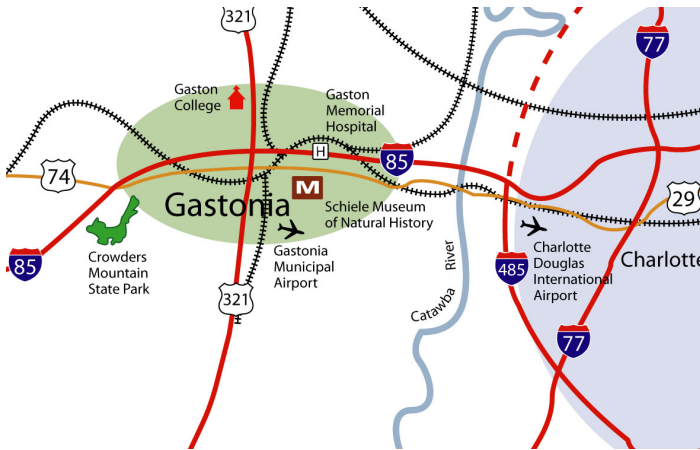 321
77
Gaston
College
Gaston
Memorial
Hospital
H
85
74
M
29
Gastonia
Schiele Museum
of Natural History
Crowders
Mountain
State Park
Gastonia
Municipal
Airport
85
321
Catawba River
485
Charlotte
Douglas
International
Airport
Charlotte
77